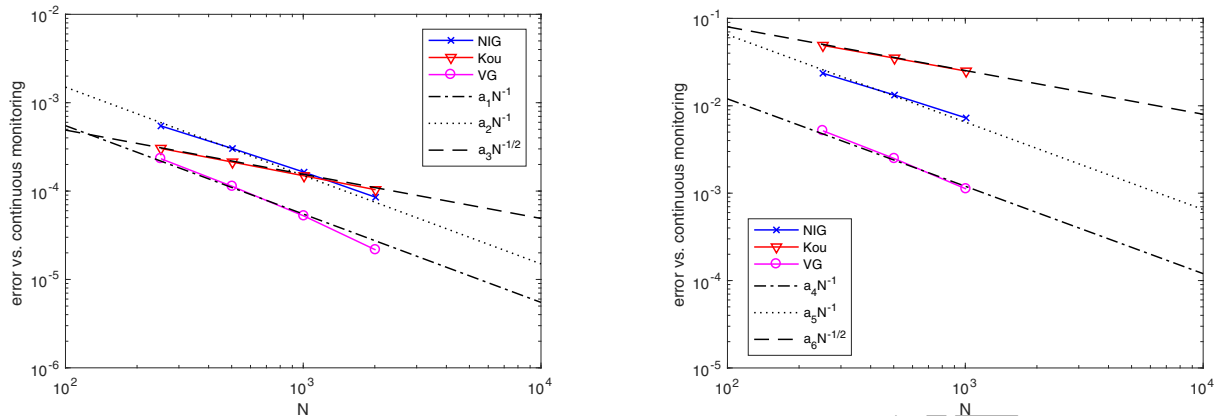 10^-2
10^-3
10^-4
10^-5
10^-6
error vs. continuous monitoring
NIG
Kou
VG
a_1N^-1
a_2N^-1
a_3N^-1/2
10^2
10^3
10^4
N
10^-1
10^-2
10^-3
10^-4
10^-5
error vs. continuous monitoring
NIG
Kou
VG
a_4N^-1
a_5N^-1
a_6N^-1/2
10^2
10^3
10^4
N